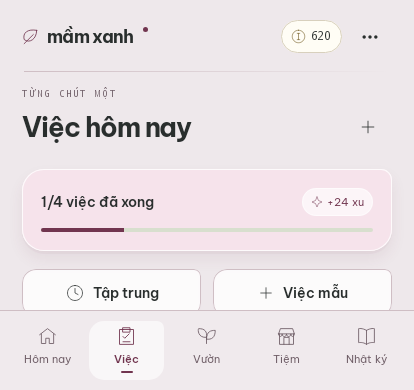 mầm xanh
620
TỪNG CHÚT MỘT
Việc hôm nay
1/4 việc đã xong
+24 xu
Tập trung
Việc mẫu
Hôm nay
Việc
Vườn
Tiệm
Nhật ký